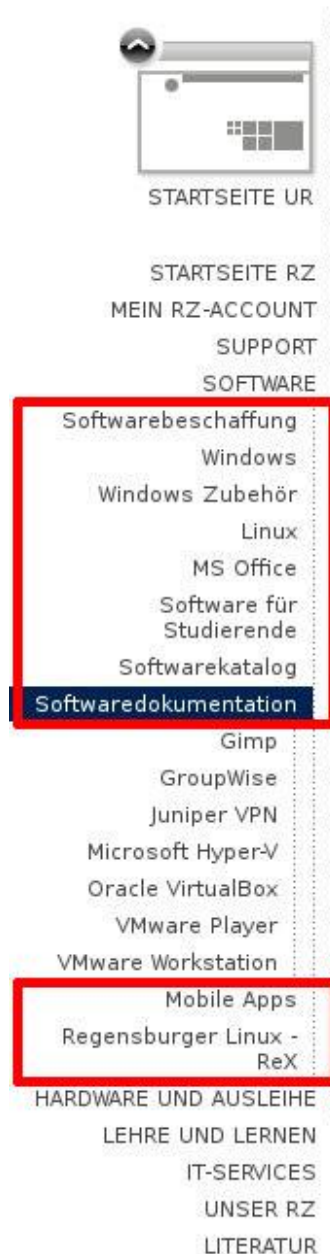 STARTSEITE UR
STARTSEITE RZ
MEIN RZ-ACCOUNT
SUPPORT
SOFTWARE
Softwarebeschaffung
Windows
Windows Zubehör
Linux
MS Office
Software für
Studierende
Softwarekatalog
Softwaredokumentation
Gimp
GroupWise
Juniper VPN
Microsoft Hyper-V
Oracle VirtualBox
VMware Player
VMware Workstation
Mobile Apps
Regensburger Linux -
ReX
HARDWARE UND AUSLEIHE
LEHRE UND LERNEN
IT-SERVICES
UNSER RZ
LITERATUR